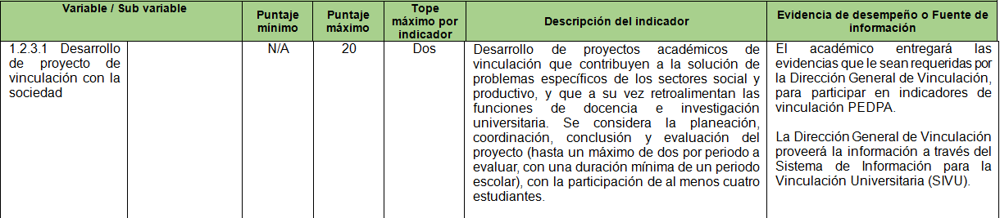 Variable / Sub variable
Puntaje
mínimo
Puntaje
máximo
Tope
máximo por
indicador
Descripción del indicador
Evidencia de desempeño o Fuente de
información
1.2.3.1 Desarrollo
de proyecto de
vinculación con la
sociedad
N/A
20
Dos
Desarrollo de proyectos académicos de
vinculación que contribuyen a la solución de
problemas específicos de los sectores social y
productivo, y que a su vez retroalimentan las
funciones de docencia e investigación
universitaria. Se considera la planeación,
coordinación, conclusión y evaluación del
proyecto (hasta un máximo de dos por periodo a
evaluar, con una duración mínima de un periodo
escolar), con la participación de al menos cuatro
estudiantes.
El académico entregará las
evidencias que le sean requeridas por
la Dirección General de Vinculación,
para participar en indicadores de
vinculación PEDPA.
La Dirección General de Vinculación
proveerá la información a través del
Sistema de Información para la
Vinculación Universitaria (SIVU).